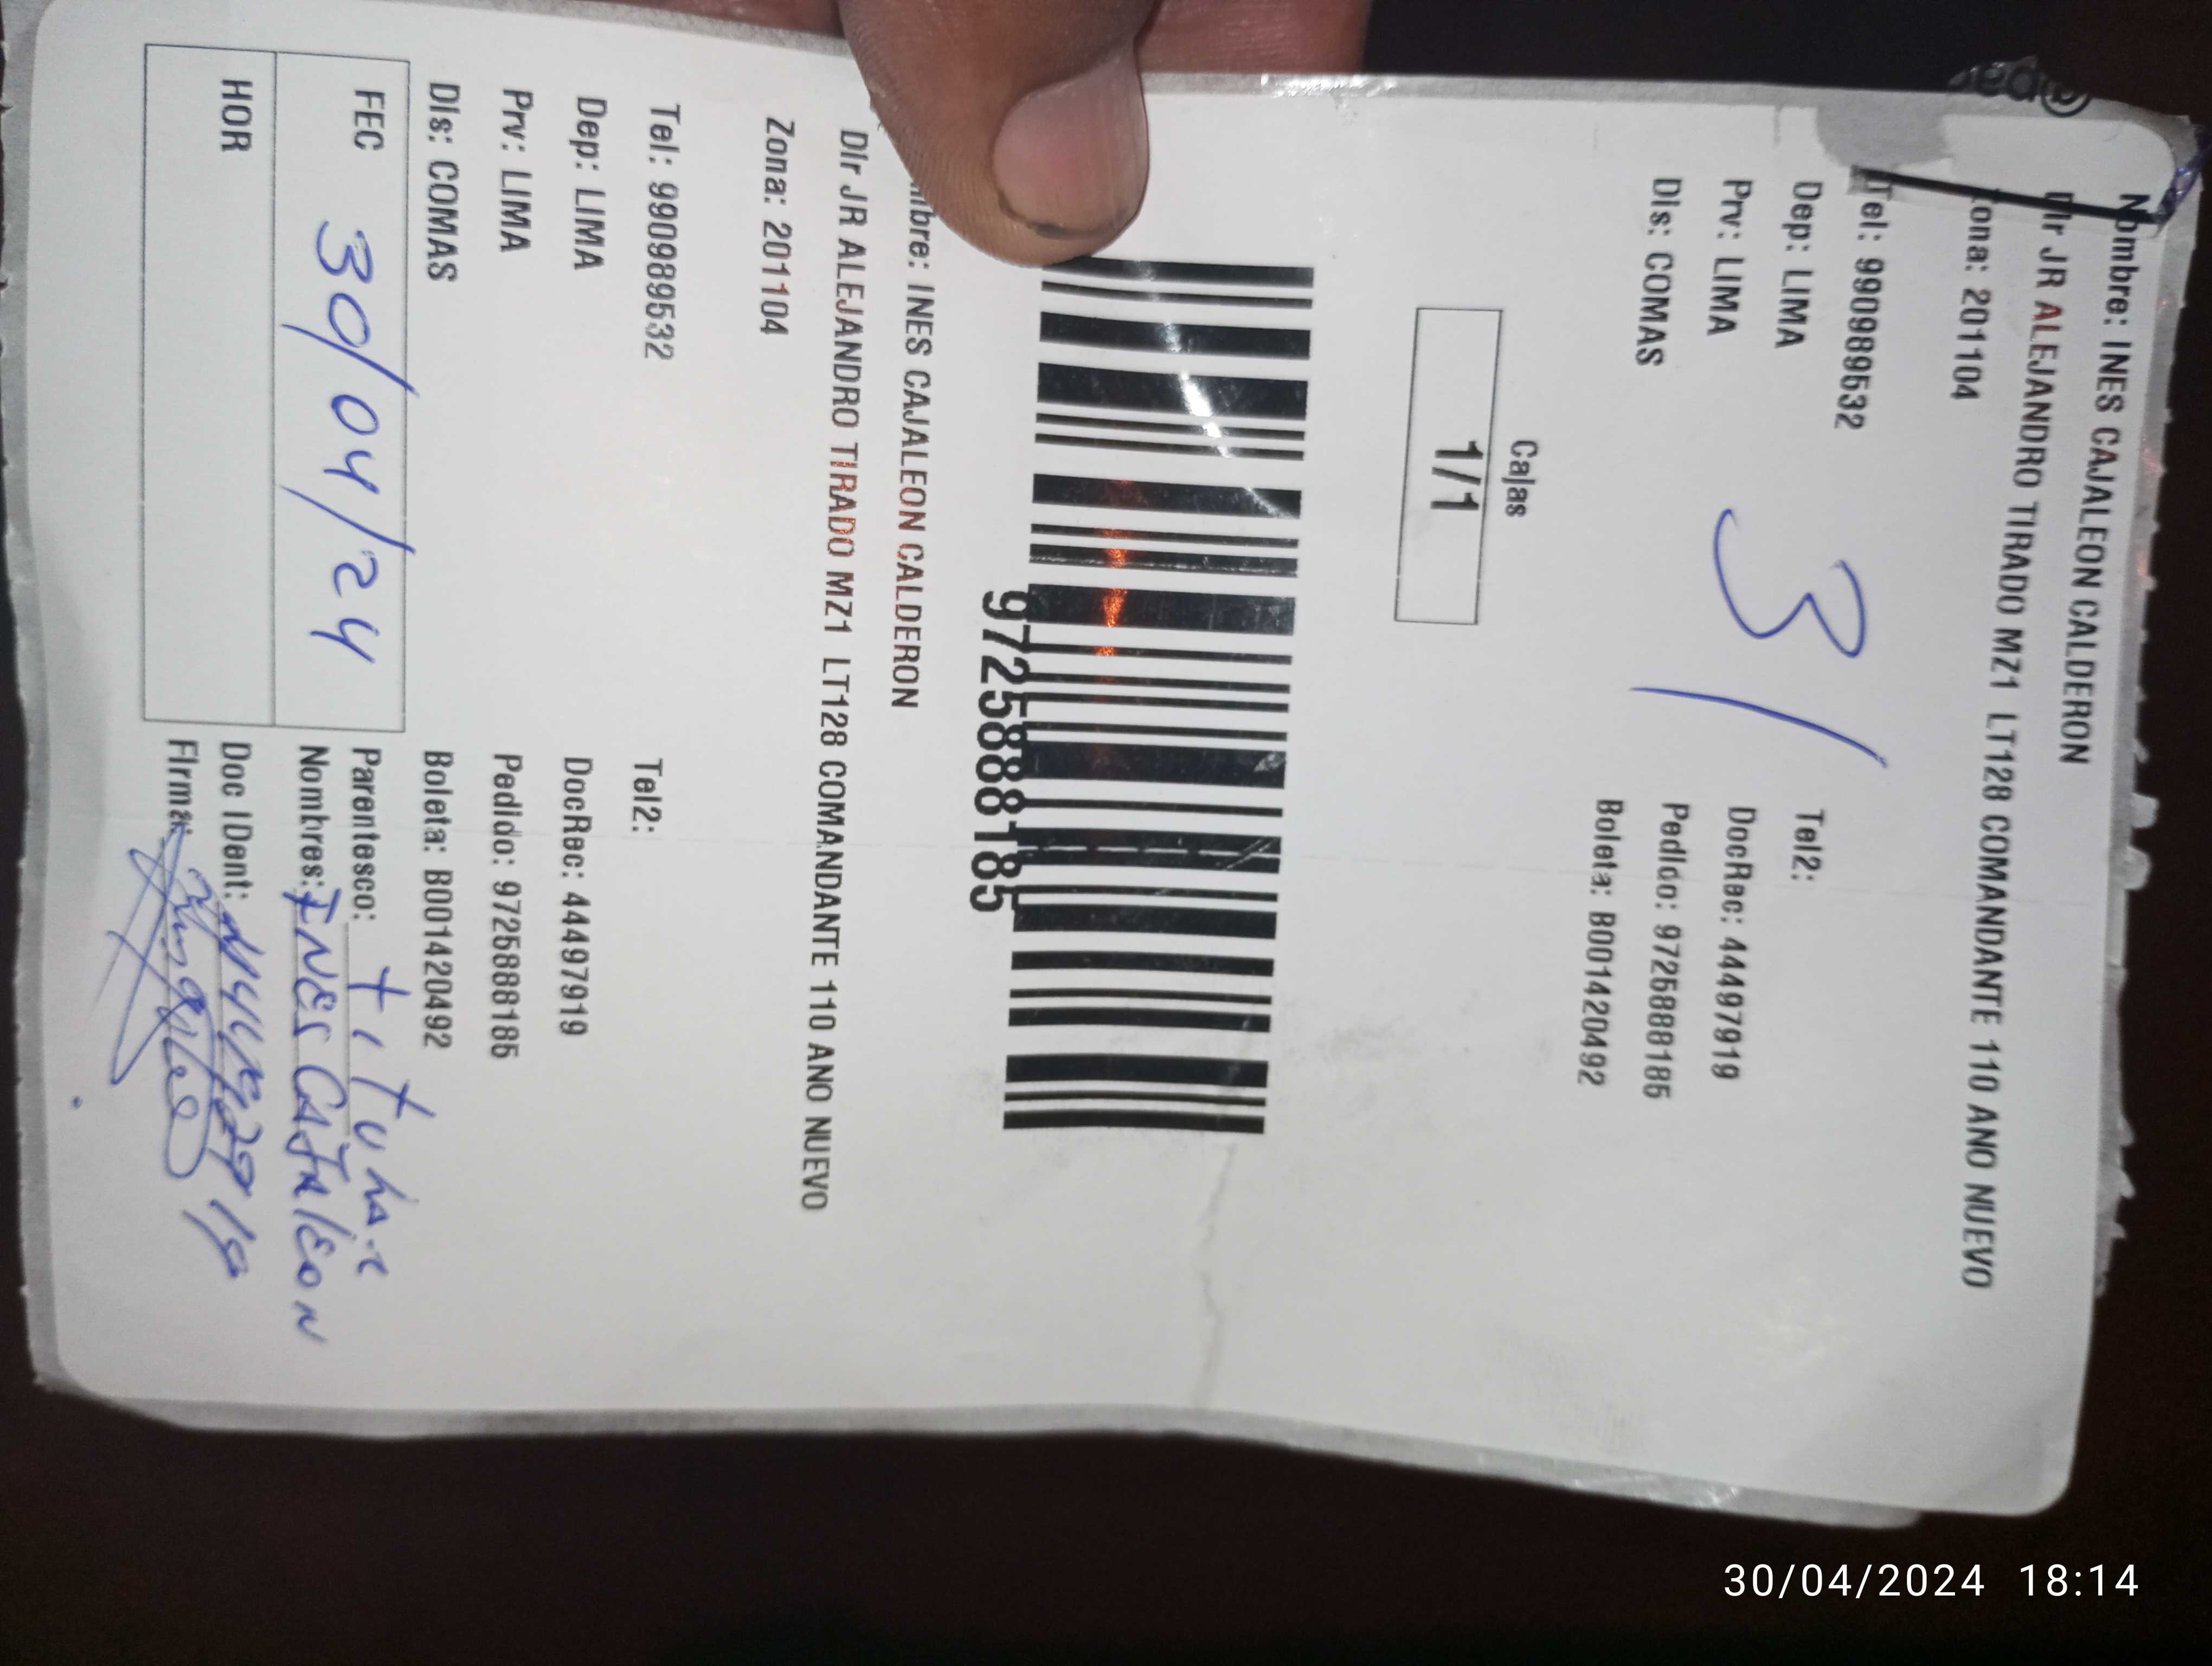 Nombre: INES CAJALEON CALDERON
Dir JR ALEJANDRO TIRADO MZ1 LT128 COMANDANTE 110 ANO NUEVO
Zona: 201104
Tel: 990989532 Tel2:
Dep: LIMA DocRec: 44497919
Prv: LIMA Pedido: 9725888185
Dis: COMAS Boleta: B001420492
3/
Cajas
1/1
9725888185
mbre: INES CAJALEON CALDERON
Dir JR ALEJANDRO TIRADO MZ1 LT128 COMANDANTE 110 ANO NUEVO
Zona: 201104
Tel: 990989532 Tel2:
Dep: LIMA DocRec: 44497919
Prv: LIMA Pedido: 9725888185
Dis: COMAS Boleta: B001420492
FEC 30/04/24 Parentesco:
Nombres: INES CAJALEON
HOR Doc IDent:
Firma:
30/04/2024 18:14